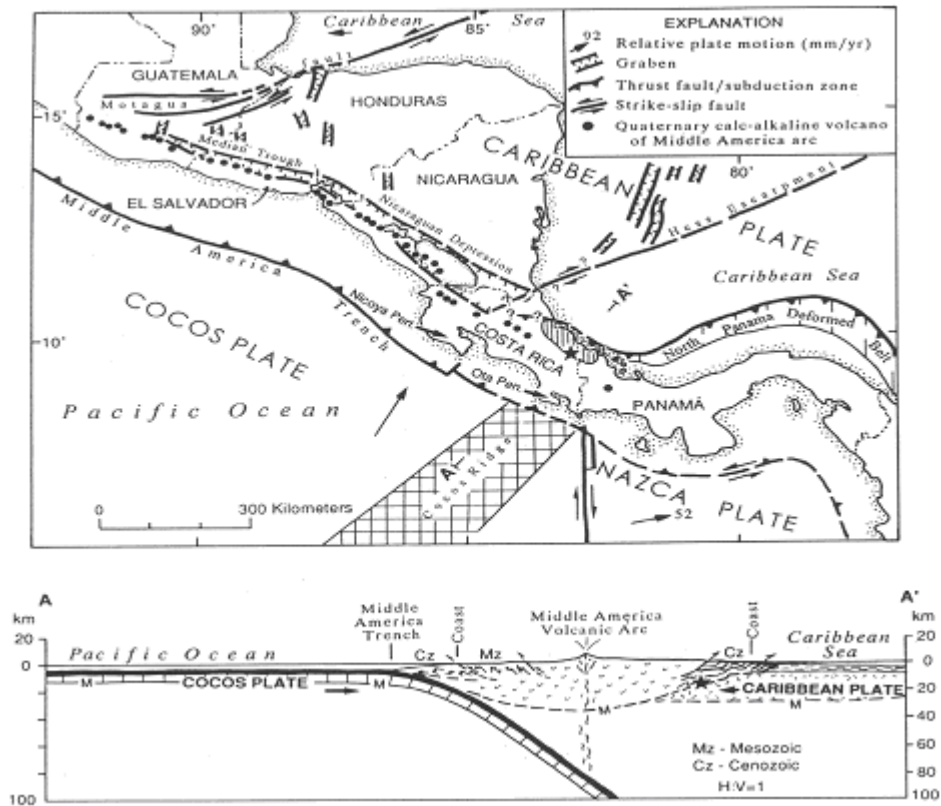 90°
Caribbean
Sea
85°
EXPLANATION
92
Relative plate motion (mm/yr)
Graben
Thrust fault/subduction zone
Strike-slip fault
Quaternary calc-alkaline volcano
of Middle America arc
GUATEMALA
fault
Motagua
HONDURAS
15°
CARIBBEAN
80°
Median Trough
NICARAGUA
EL SALVADOR
Nicaraguan Depression
Hess Escarpment
PLATE
Middle
America
Trench
Caribbean Sea
A'
COCOS PLATE
Nicoya Pen.
COSTA RICA
North Panama Deformed Belt
10°
Osa Pen.
PANAMÁ
Pacific Ocean
A
Cocos Ridge
NAZCA
PLATE
52
0 300 Kilometers
A
A'
km
Middle
America
Trench
Coast
Middle America
Volcanic Arc
Coast
Caribbean
Sea
km
20
Pacific Ocean
Cz
Mz
Cz
20
0
0
M
COCOS PLATE
M
CARIBBEAN PLATE
20
M
M
40
60
Mz - Mesozoic
Cz - Cenozoic
80
H:V=1
100
100